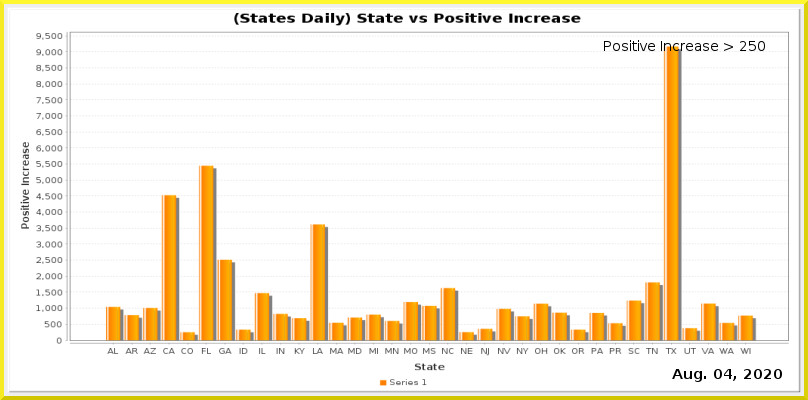 (States Daily) State vs Positive Increase
Positive Increase > 250
Positive Increase
9,500
9,000
8,500
8,000
7,500
7,000
6,500
6,000
5,500
5,000
4,500
4,000
3,500
3,000
2,500
2,000
1,500
1,000
500
0
AL AR AZ CA CO FL GA ID IL IN KY LA MA MD MI MN MO MS NC NE NJ NV NY OH OK OR PA PR SC TN TX UT VA WA WI
State
Series 1
Aug. 04, 2020